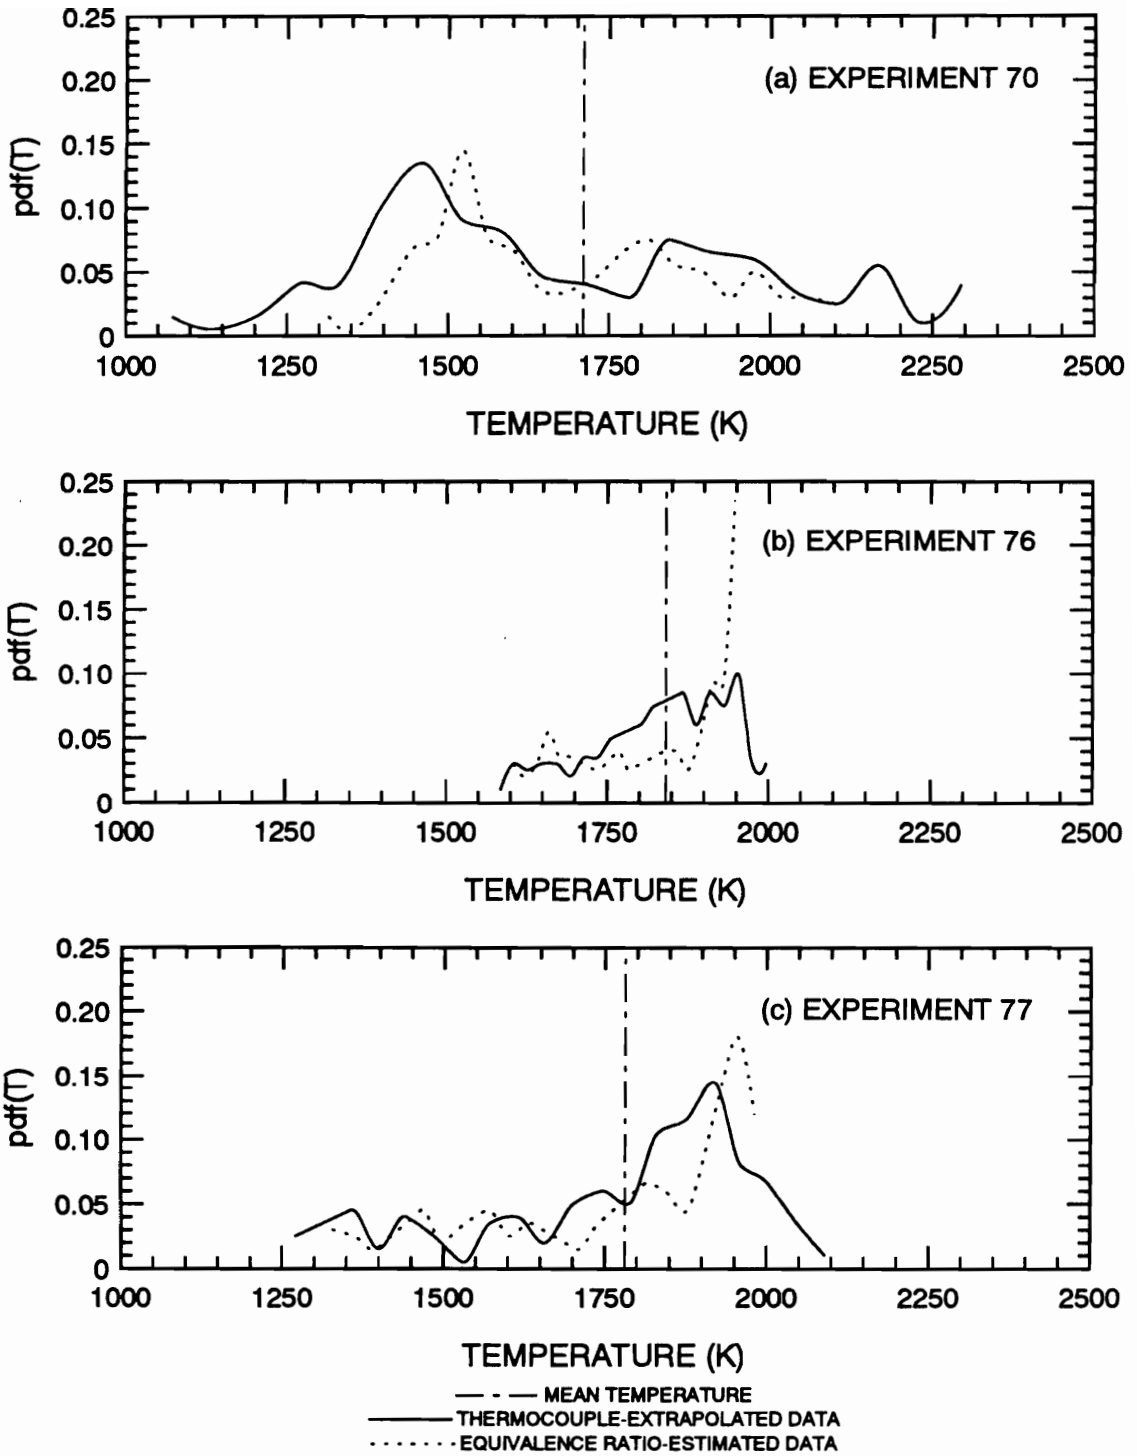 0.25
(a) EXPERIMENT 70
0.20
0.15
pdf(T)
0.10
0.05
0
1000 1250 1500 1750 2000 2250 2500
TEMPERATURE (K)
0.25
(b) EXPERIMENT 76
0.20
0.15
pdf(T)
0.10
0.05
0
1000 1250 1500 1750 2000 2250 2500
TEMPERATURE (K)
0.25
(c) EXPERIMENT 77
0.20
0.15
pdf(T)
0.10
0.05
0
1000 1250 1500 1750 2000 2250 2500
TEMPERATURE (K)
MEAN TEMPERATURE
THERMOCOUPLE-EXTRAPOLATED DATA
EQUIVALENCE RATIO-ESTIMATED DATA